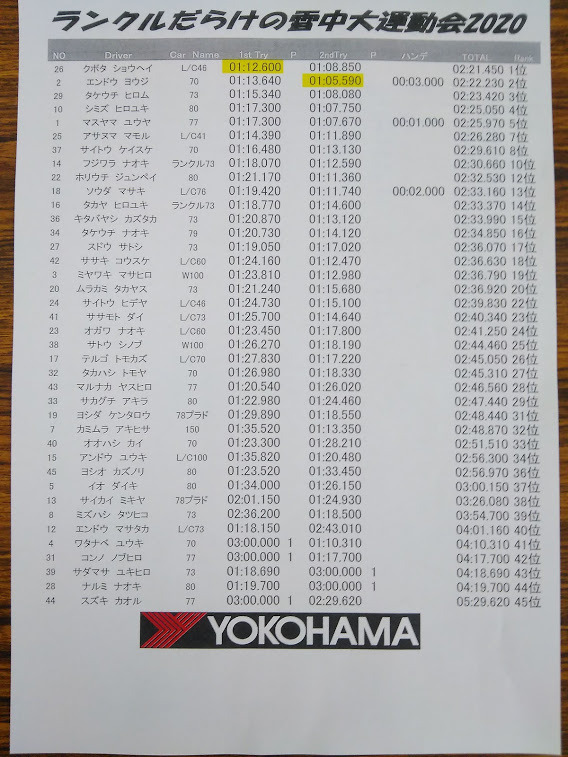 ランクルだらけの雪中大運動会2020
NO Driver Car Name 1st Try P 2ndTry P ハンデ TOTAL Rank
26 クボタ ショウヘイ L/C46 01:12.600 01:08.850 02:21.450 1位
2 エンドウ ヨウジ 70 01:13.640 01:05.590 00:03.000 02:22.230 2位
29 タケウチ ヒロム 73 01:15.340 01:08.080 02:23.420 3位
10 シミズ ヒロユキ 80 01:17.300 01:07.750 02:25.050 4位
1 マスヤマ ユウヤ 77 01:17.300 01:07.670 00:01.000 02:25.970 5位
25 アサヌマ マモル L/C41 01:14.390 01:11.890 02:26.280 7位
37 サイトウ ケイスケ 70 01:16.480 01:13.130 02:29.610 8位
14 フジワラ ナオキ ランクル73 01:18.070 01:12.590 02:30.660 10位
22 ホリウチ ジュンペイ 80 01:21.170 01:11.360 02:32.530 12位
18 ソウダ マサキ L/C76 01:19.420 01:11.740 00:02.000 02:33.160 13位
16 タカヤ ヒロユキ ランクル73 01:18.770 01:14.600 02:33.370 14位
36 キタバヤシ カズタカ 73 01:20.870 01:13.120 02:33.990 15位
34 タケウチ ナオキ 79 01:20.730 01:14.120 02:34.850 16位
27 スドウ サトシ 73 01:19.050 01:17.020 02:36.070 17位
42 ササキ コウスケ L/C60 01:24.160 01:12.470 02:36.630 18位
3 ミヤワキ マサヒロ W100 01:23.810 01:12.980 02:36.790 19位
20 ムラカミ タカヤス 73 01:21.240 01:15.680 02:36.920 20位
24 サイトウ ヒデヤ L/C46 01:24.730 01:15.100 02:39.830 22位
41 ササモト ダイ L/C73 01:25.700 01:14.640 02:40.340 23位
23 オガワ ナオキ L/C60 01:23.450 01:17.800 02:41.250 24位
38 サトウ シノブ W100 01:26.270 01:18.190 02:44.460 25位
17 テルゴ トモカズ L/C70 01:27.830 01:17.220 02:45.050 26位
32 タカハシ トモヤ 70 01:26.980 01:18.330 02:45.310 27位
43 マルナカ ヤスヒロ 77 01:20.540 01:26.020 02:46.560 28位
33 サカグチ アキラ 80 01:22.980 01:24.460 02:47.440 29位
19 ヨシダ ケンタロウ 78プラド 01:29.890 01:18.550 02:48.440 31位
7 カミムラ アキヒサ 150 01:35.520 01:13.350 02:48.870 32位
40 オオハシ カイ 70 01:23.300 01:28.210 02:51.510 33位
15 アンドウ ユウキ L/C100 01:35.820 01:20.480 02:56.300 34位
45 ヨシオ カズノリ 80 01:23.520 01:33.450 02:56.970 36位
5 イオ ダイキ 80 01:34.000 01:26.150 03:00.150 37位
13 サイカイ ミキヤ 78プラド 02:01.150 01:24.930 03:26.080 38位
8 ミズハシ タツヒコ 73 02:36.200 01:18.500 03:54.700 39位
12 エンドウ マサタカ L/C73 01:18.150 02:43.010 04:01.160 40位
4 ワタナベ ユウキ 70 03:00.000 1 01:10.310 04:10.310 41位
31 コンノ ノブヒロ 77 03:00.000 1 01:17.700 04:17.700 42位
39 サダマサ ユキヒロ 73 01:18.690 03:00.000 1 04:18.690 43位
28 ナルミ ナオキ 80 01:19.700 03:00.000 1 04:19.700 44位
44 スズキ カオル 77 03:00.000 1 02:29.620 05:29.620 45位
YOKOHAMA